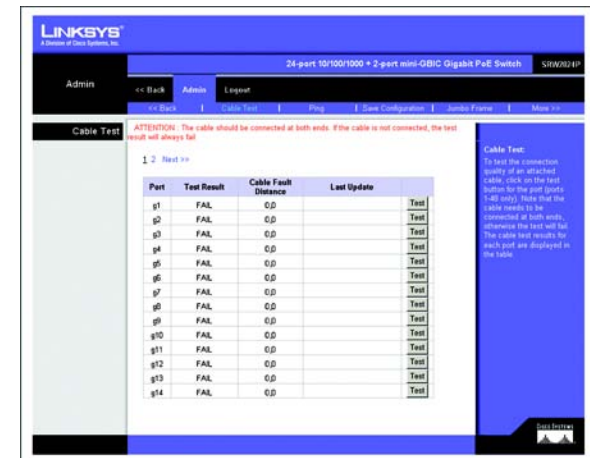 LINKSYS®
A Division of Cisco Systems, Inc.
24-port 10/100/1000 + 2-port mini-GBIC Gigabit PoE Switch
SRW2024P
Admin
<< Back
Admin
Logout
<< Back
Cable Test
Ping
Save Configuration
Jumbo Frame
More >>
Cable Test
ATTENTION : The cable should be connected at both ends. If the cable is not connected, the test
result will always fail
1 2 Next >>
Port Test Result Cable Fault Distance Last Update
g1 FAIL 0,0 Test
g2 FAIL 0,0 Test
g3 FAIL 0,0 Test
g4 FAIL 0,0 Test
g5 FAIL 0,0 Test
g6 FAIL 0,0 Test
g7 FAIL 0,0 Test
g8 FAIL 0,0 Test
g9 FAIL 0,0 Test
g10 FAIL 0,0 Test
g11 FAIL 0,0 Test
g12 FAIL 0,0 Test
g13 FAIL 0,0 Test
g14 FAIL 0,0 Test
Cable Test:
To test the connection
quality of an attached
cable, click on the test
button for the port (ports
1-48 only). Note that the
cable needs to be
connected at both ends,
otherwise the test will fail.
The cable test results for
each port are displayed in
the table.
CISCO SYSTEMS